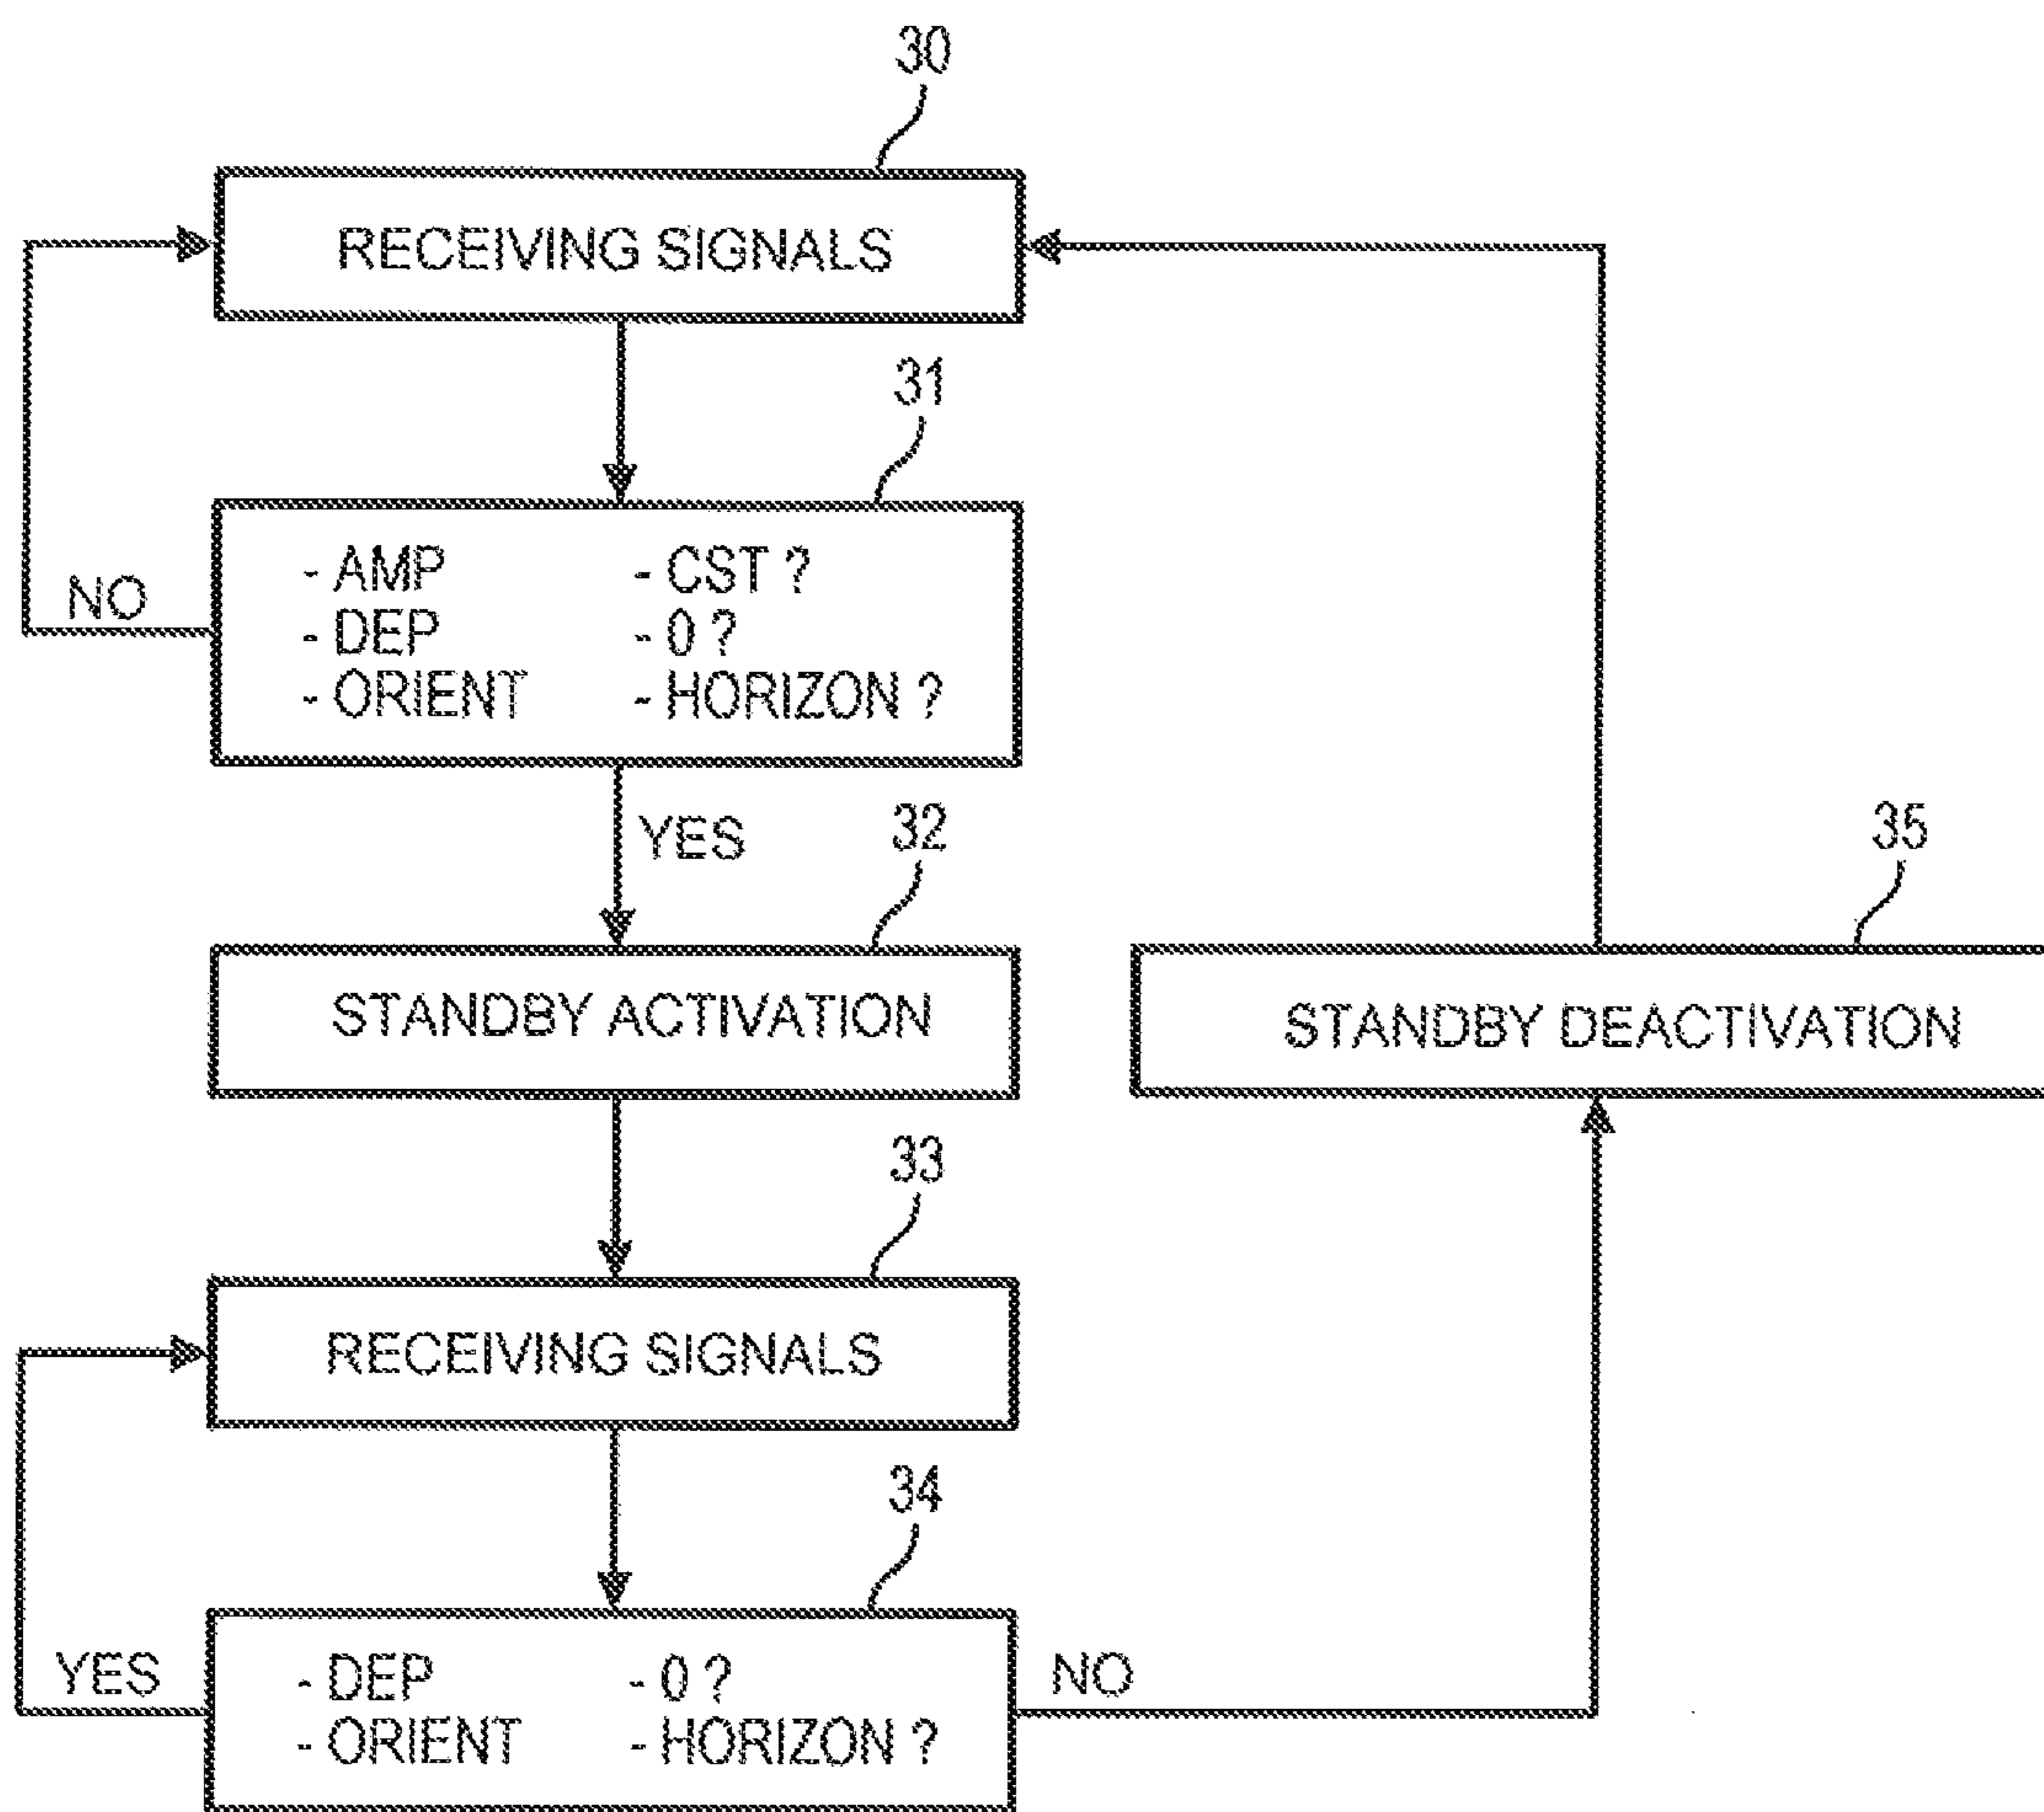 30
RECEIVING SIGNALS
31
- AMP - CST ?
- DEP - 0 ?
- ORIENT - HORIZON ?
NO
YES
32
STANDBY ACTIVATION
35
STANDBY DEACTIVATION
33
RECEIVING SIGNALS
34
- DEP - 0 ?
- ORIENT - HORIZON ?
YES
NO